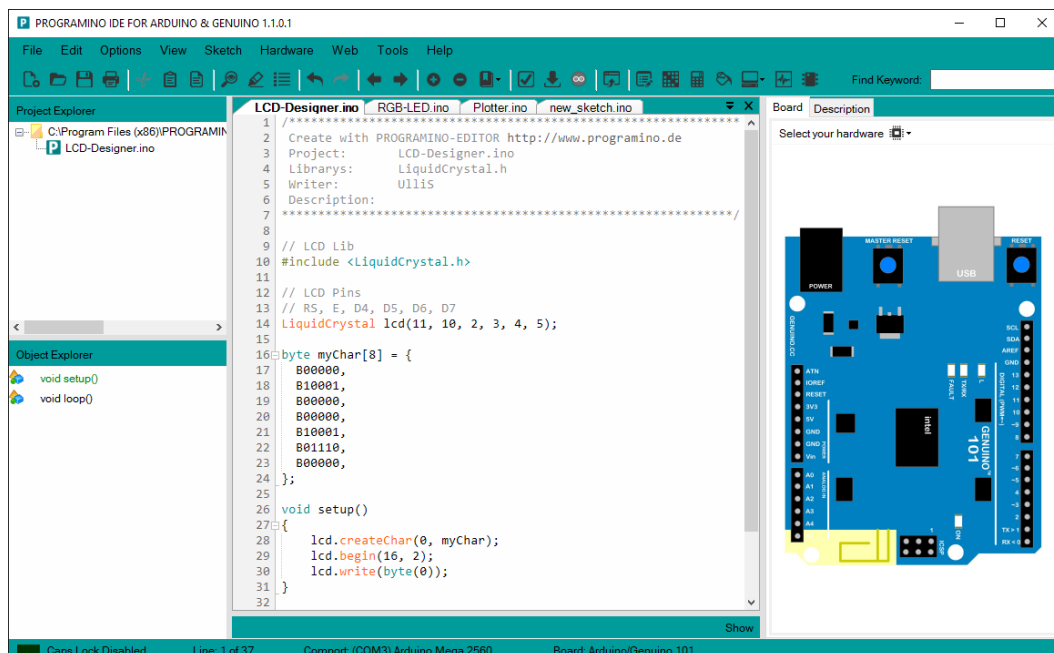 PROGRAMINO IDE FOR ARDUINO & GENUINO 1.1.0.1
File Edit Options View Sketch Hardware Web Tools Help
Find Keyword:
Project Explorer
C:\Program Files (x86)\PROGRAMIN
LCD-Designer.ino
Object Explorer
void setup()
void loop()
LCD-Designer.ino RGB-LED.ino Plotter.ino new_sketch.ino
1 /**************************************************************
2 Create with PROGRAMINO-EDITOR http://www.programino.de
3 Project: LCD-Designer.ino
4 Librarys: LiquidCrystal.h
5 Writer: UlliS
6 Description:
7 **************************************************************/
8
9 // LCD Lib
10 #include <LiquidCrystal.h>
11
12 // LCD Pins
13 // RS, E, D4, D5, D6, D7
14 LiquidCrystal lcd(11, 10, 2, 3, 4, 5);
15
16 byte myChar[8] = {
17 B00000,
18 B10001,
19 B00000,
20 B00000,
21 B10001,
22 B01110,
23 B00000,
24 };
25
26 void setup()
27 {
28 lcd.createChar(0, myChar);
29 lcd.begin(16, 2);
30 lcd.write(byte(0));
31 }
32
Show
Board Description
Select your hardware
MASTER RESET
RESET
POWER
USB
GENUINO.CC
SCL
SDA
AREF
GND
13
12
11
10
~9
8
7
~6
~5
4
~3
2
TX > 1
RX < 0
DIGITAL (PWM~)
ATN
IOREF
RESET
3V3
5V
GND
GND
Vin
POWER
A0
A1
A2
A3
A4
ANALOG IN
FAULT
TX/RX
L
intel
GENUINO™
101
ON
1
ICSP
Caps Lock Disabled Line: 1 of 37 Comport: (COM3) Arduino Mega 2560 Board: Arduino/Genuino 101